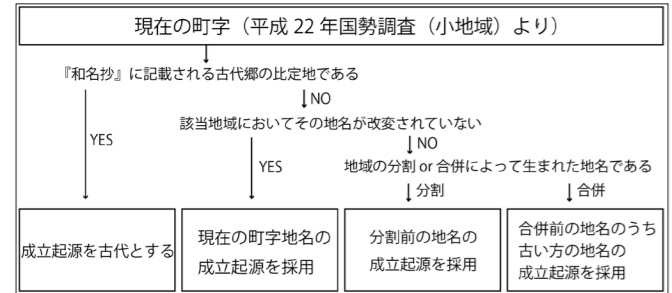 現在の町字（平成 22 年国勢調査（小地域）より）
『和名抄』に記載される古代郷の比定地である
NO
該当地域においてその地名が改変されていない
YES
NO
YES
地域の分割 or 合併によって生まれた地名である
分割
合併
成立起源を古代とする
現在の町字地名の
成立起源を採用
分割前の地名の
成立起源を採用
合併前の地名のうち
古い方の地名の
成立起源を採用